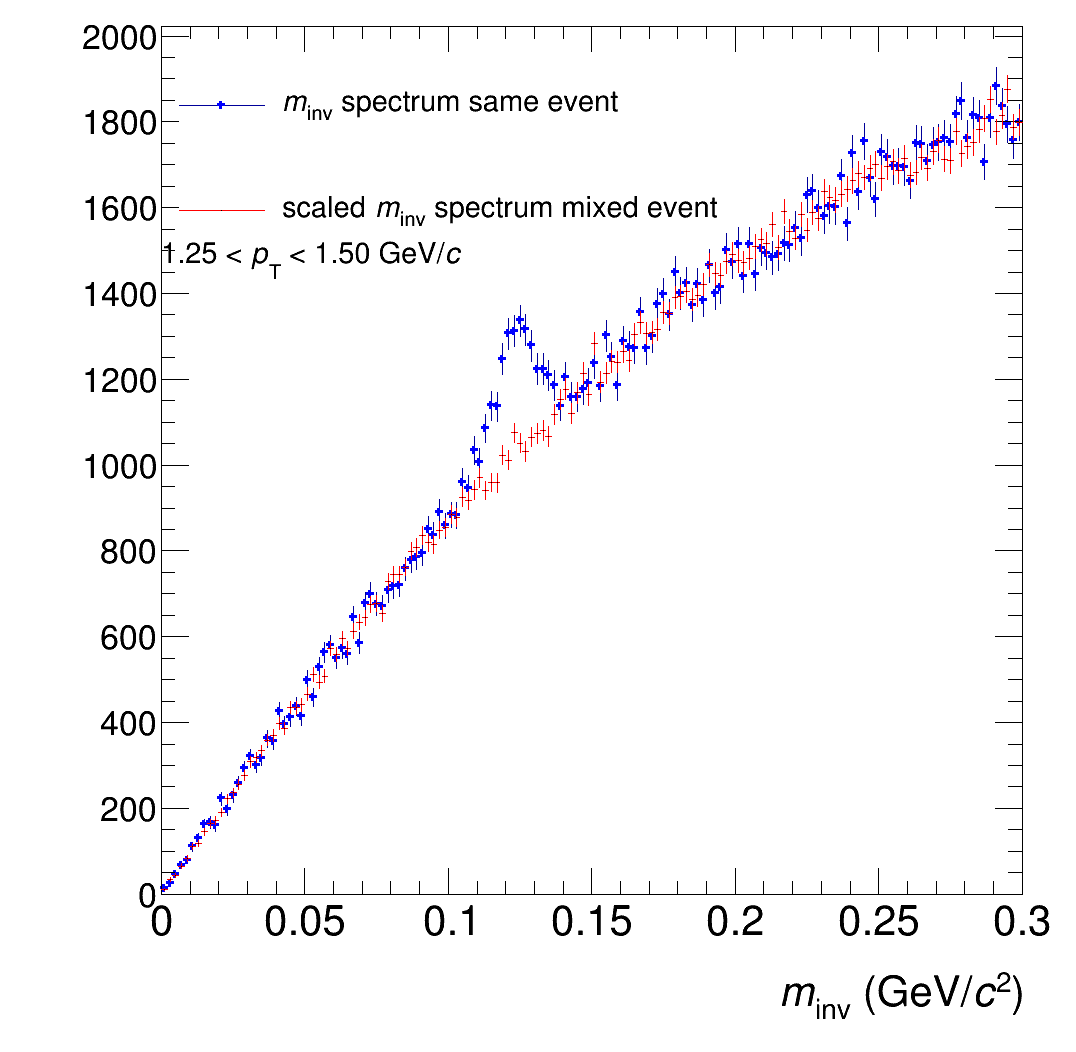 2000
1800
1600
1400
1200
1000
800
600
400
200
0
m_inv spectrum same event
scaled m_inv spectrum mixed event
1.25 < p_T < 1.50 GeV/c
0 0.05 0.1 0.15 0.2 0.25 0.3
m_inv (GeV/c²)